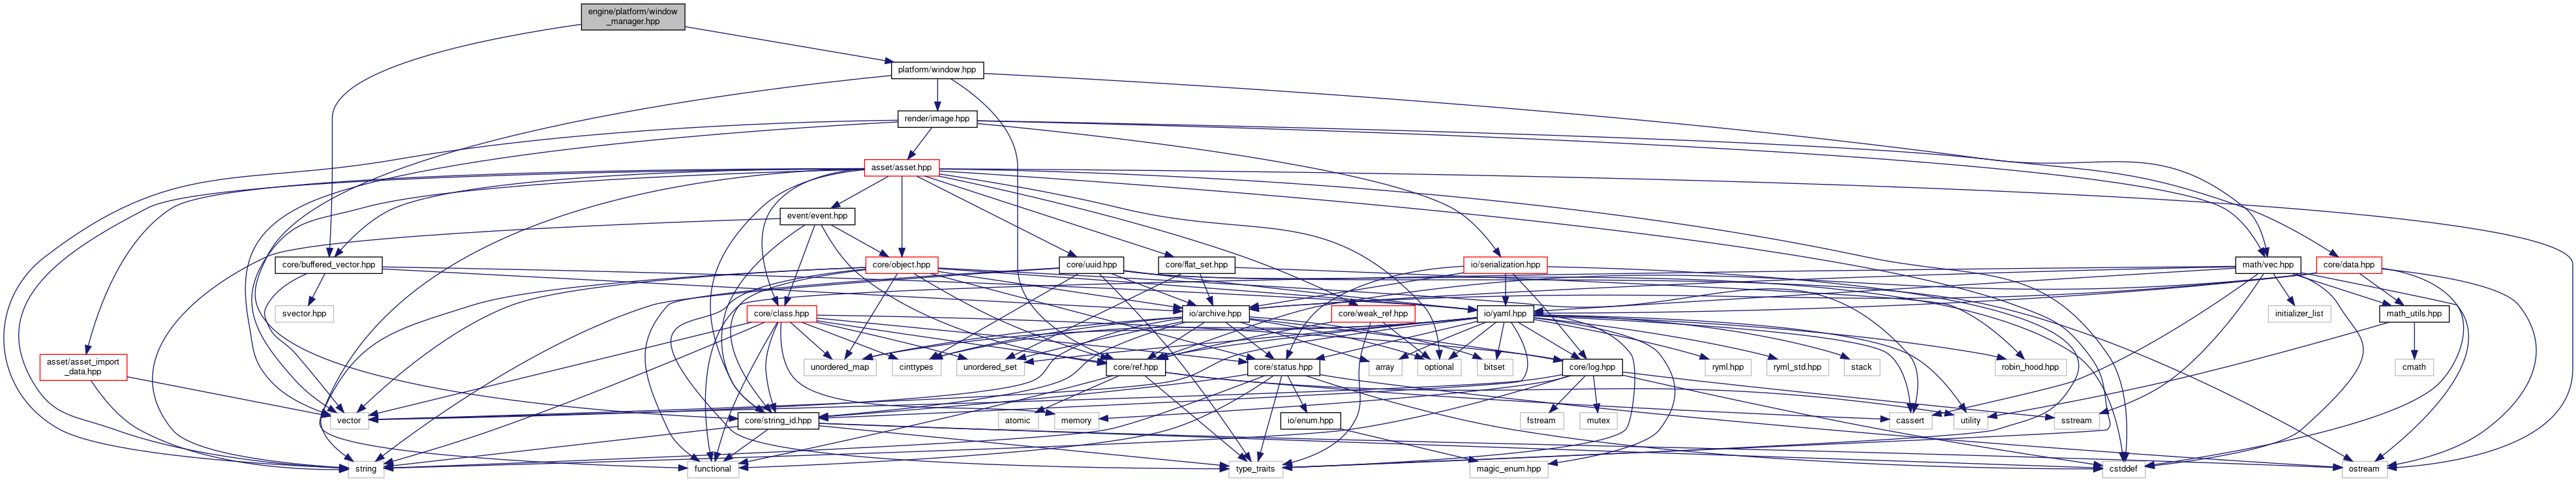 engine/platform/window
_manager.hpp
platform/window.hpp
render/image.hpp
asset/asset.hpp
event/event.hpp
core/buffered_vector.hpp
core/object.hpp
core/uuid.hpp
core/flat_set.hpp
io/serialization.hpp
math/vec.hpp
core/data.hpp
svector.hpp
core/class.hpp
io/archive.hpp
core/weak_ref.hpp
io/yaml.hpp
initializer_list
math_utils.hpp
asset/asset_import
_data.hpp
unordered_map
cinttypes
unordered_set
core/ref.hpp
core/status.hpp
array
optional
bitset
core/log.hpp
ryml.hpp
ryml_std.hpp
stack
robin_hood.hpp
cmath
vector
core/string_id.hpp
atomic
memory
io/enum.hpp
fstream
mutex
cassert
utility
sstream
string
functional
type_traits
magic_enum.hpp
cstddef
ostream